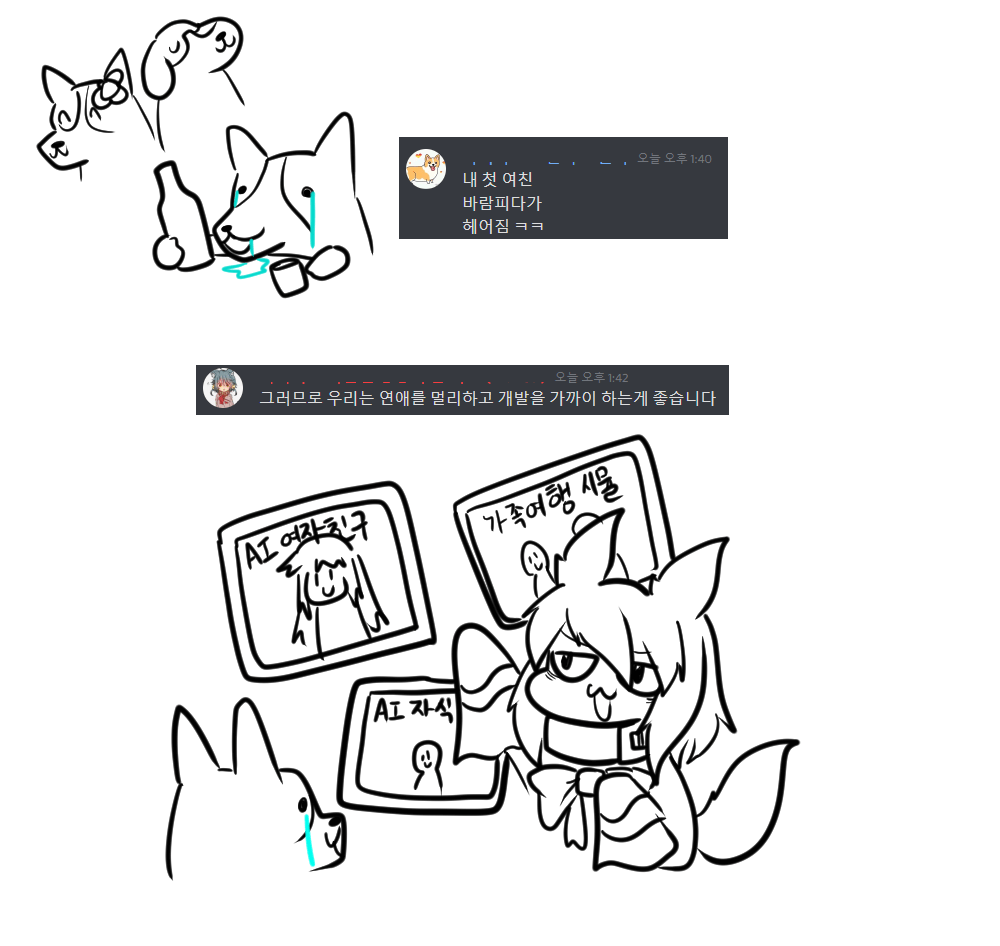 오늘 오후 1:40
내 첫 여친
바람피다가
헤어짐 ㅋㅋ
오늘 오후 1:42
그러므로 우리는 연애를 멀리하고 개발을 가까이 하는게 좋습니다
가족여행 시뮬
AI 여자친구
AI 자식